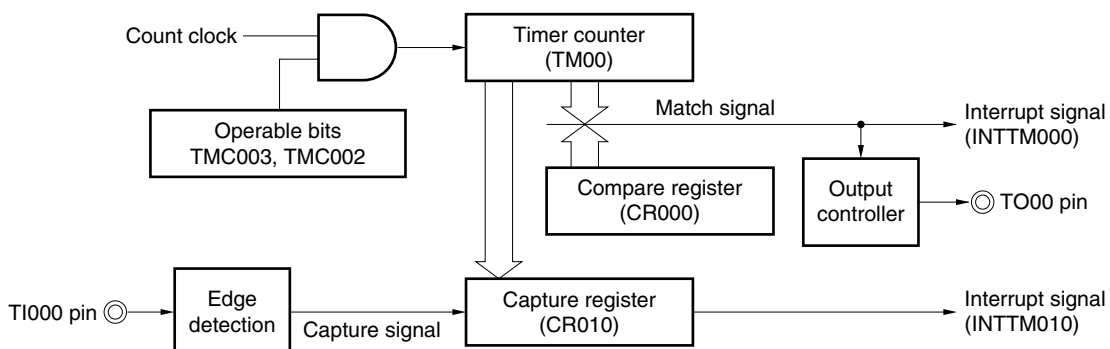 Count clock
Timer counter
(TM00)
Operable bits
TMC003, TMC002
Match signal
Interrupt signal
(INTTM000)
Compare register
(CR000)
Output
controller
TO00 pin
TI000 pin
Edge
detection
Capture signal
Capture register
(CR010)
Interrupt signal
(INTTM010)